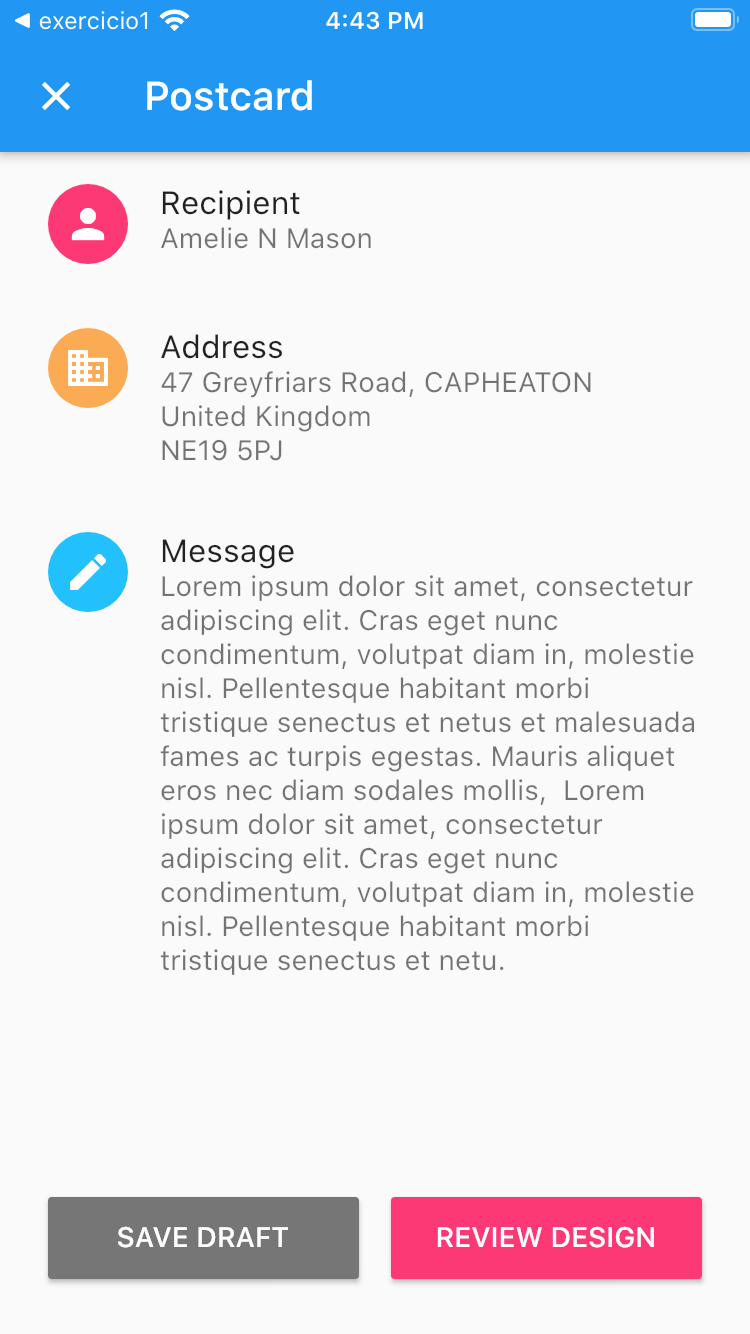 exercicio1 4:43 PM
Postcard
Recipient
Amelie N Mason
Address
47 Greyfriars Road, CAPHEATON
United Kingdom
NE19 5PJ
Message
Lorem ipsum dolor sit amet, consectetur
adipiscing elit. Cras eget nunc
condimentum, volutpat diam in, molestie
nisl. Pellentesque habitant morbi
tristique senectus et netus et malesuada
fames ac turpis egestas. Mauris aliquet
eros nec diam sodales mollis,  Lorem
ipsum dolor sit amet, consectetur
adipiscing elit. Cras eget nunc
condimentum, volutpat diam in, molestie
nisl. Pellentesque habitant morbi
tristique senectus et netu.
SAVE DRAFT REVIEW DESIGN